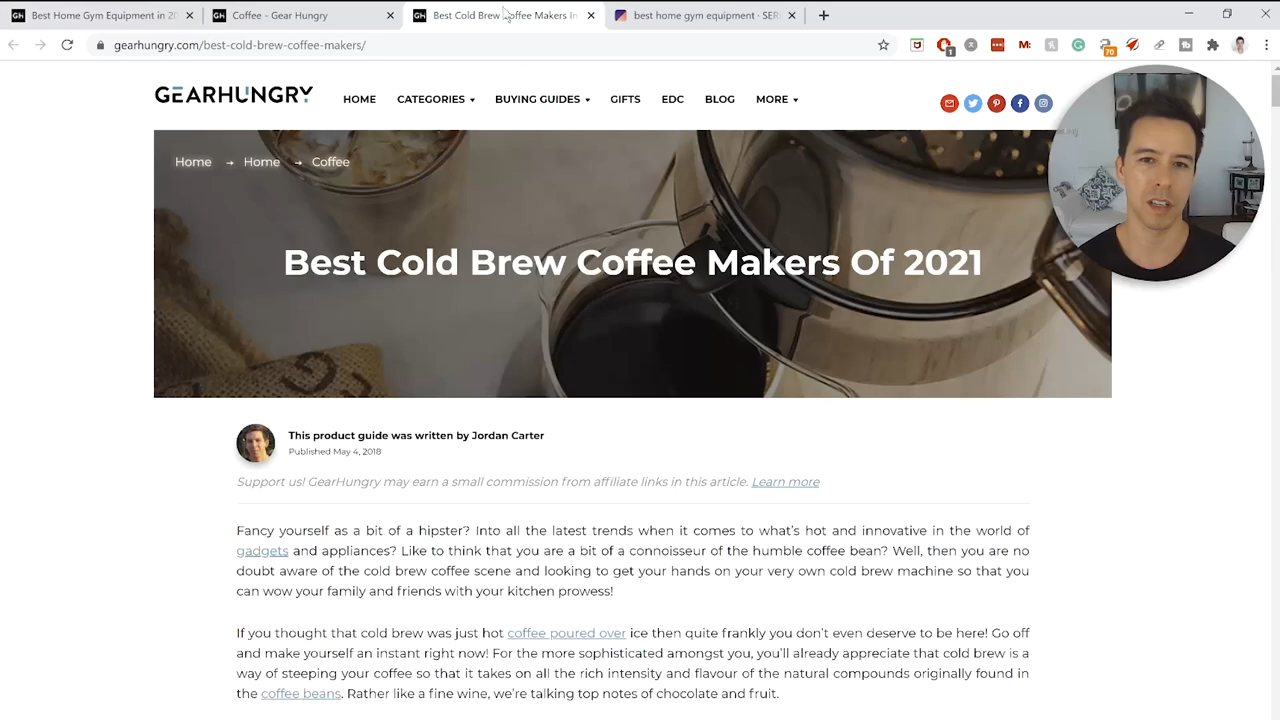 Best Home Gym Equipment in 20
Coffee - Gear Hungry
Best Cold Brew Coffee Makers In
best home gym equipment - SER
gearhungry.com/best-cold-brew-coffee-makers/
1
70
GEARHUNGRY
HOME
CATEGORIES
BUYING GUIDES
GIFTS
EDC
BLOG
MORE
Home → Home → Coffee
Best Cold Brew Coffee Makers Of 2021
This product guide was written by Jordan Carter
Published May 4, 2018
Support us! GearHungry may earn a small commission from affiliate links in this article. Learn more
Fancy yourself as a bit of a hipster? Into all the latest trends when it comes to what's hot and innovative in the world of
gadgets and appliances? Like to think that you are a bit of a connoisseur of the humble coffee bean? Well, then you are no
doubt aware of the cold brew coffee scene and looking to get your hands on your very own cold brew machine so that you
can wow your family and friends with your kitchen prowess!
If you thought that cold brew was just hot coffee poured over ice then quite frankly you don't even deserve to be here! Go off
and make yourself an instant right now! For the more sophisticated amongst you, you'll already appreciate that cold brew is a
way of steeping your coffee so that it takes on all the rich intensity and flavour of the natural compounds originally found in
the coffee beans. Rather like a fine wine, we're talking top notes of chocolate and fruit.